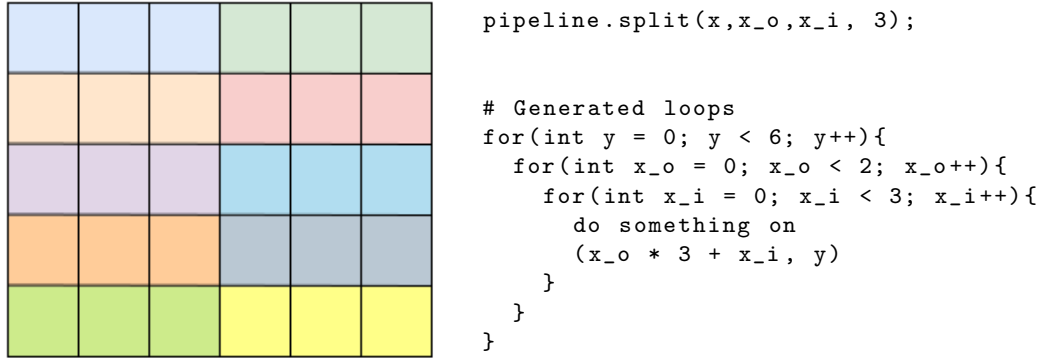 pipeline.split(x,x_o,x_i, 3);
# Generated loops
for(int y = 0; y < 6; y++){
for(int x_o = 0; x_o < 2; x_o++){
for(int x_i = 0; x_i < 3; x_i++){
do something on
(x_o * 3 + x_i, y)
}
}
}